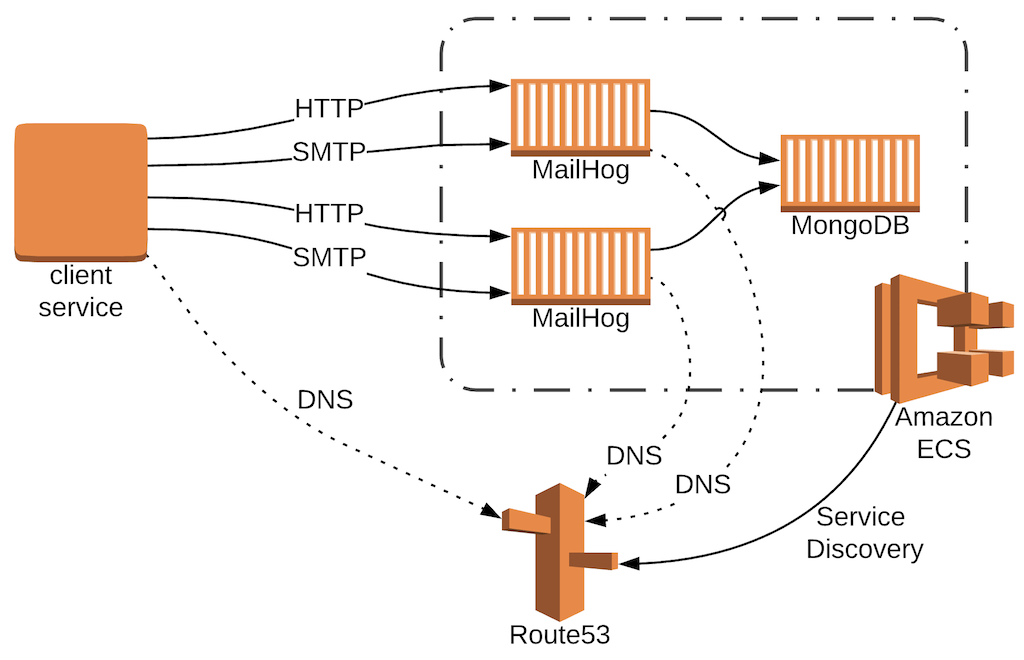 HTTP
SMTP
MailHog
HTTP
SMTP
MailHog
MongoDB
client
service
DNS
DNS
DNS
Amazon
ECS
Service
Discovery
Route53